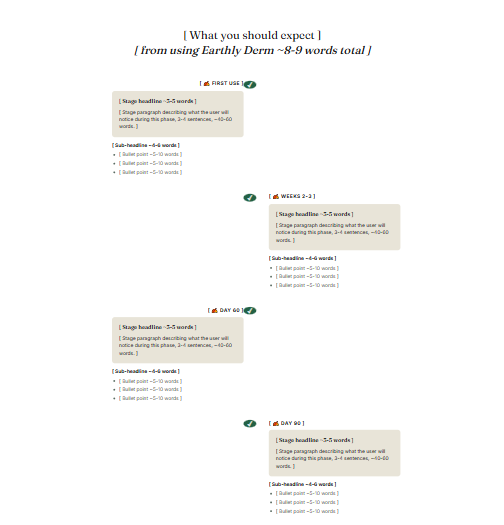 [ What you should expect ]
[ from using Earthly Derm ~8-9 words total ]
[ 🍂 FIRST USE ]
[ Stage headline ~3-5 words ]
[ Stage paragraph describing what the user will
notice during this phase, 3-4 sentences, ~40-60
words. ]
[Sub-headline ~4-6 words]
• [ Bullet point ~5-10 words ]
• [ Bullet point ~5-10 words ]
• [ Bullet point ~5-10 words ]
[ 🍂 WEEKS 2-3 ]
[ Stage headline ~3-5 words ]
[ Stage paragraph describing what the user will
notice during this phase, 3-4 sentences, ~40-60
words. ]
[Sub-headline ~4-6 words]
• [ Bullet point ~5-10 words ]
• [ Bullet point ~5-10 words ]
• [ Bullet point ~5-10 words ]
[ 🍂 DAY 60 ]
[ Stage headline ~3-5 words ]
[ Stage paragraph describing what the user will
notice during this phase, 3-4 sentences, ~40-60
words. ]
[Sub-headline ~4-6 words]
• [ Bullet point ~5-10 words ]
• [ Bullet point ~5-10 words ]
• [ Bullet point ~5-10 words ]
[ 🍂 DAY 90 ]
[ Stage headline ~3-5 words ]
[ Stage paragraph describing what the user will
notice during this phase, 3-4 sentences, ~40-60
words. ]
[Sub-headline ~4-6 words]
• [ Bullet point ~5-10 words ]
• [ Bullet point ~5-10 words ]
• [ Bullet point ~5-10 words ]